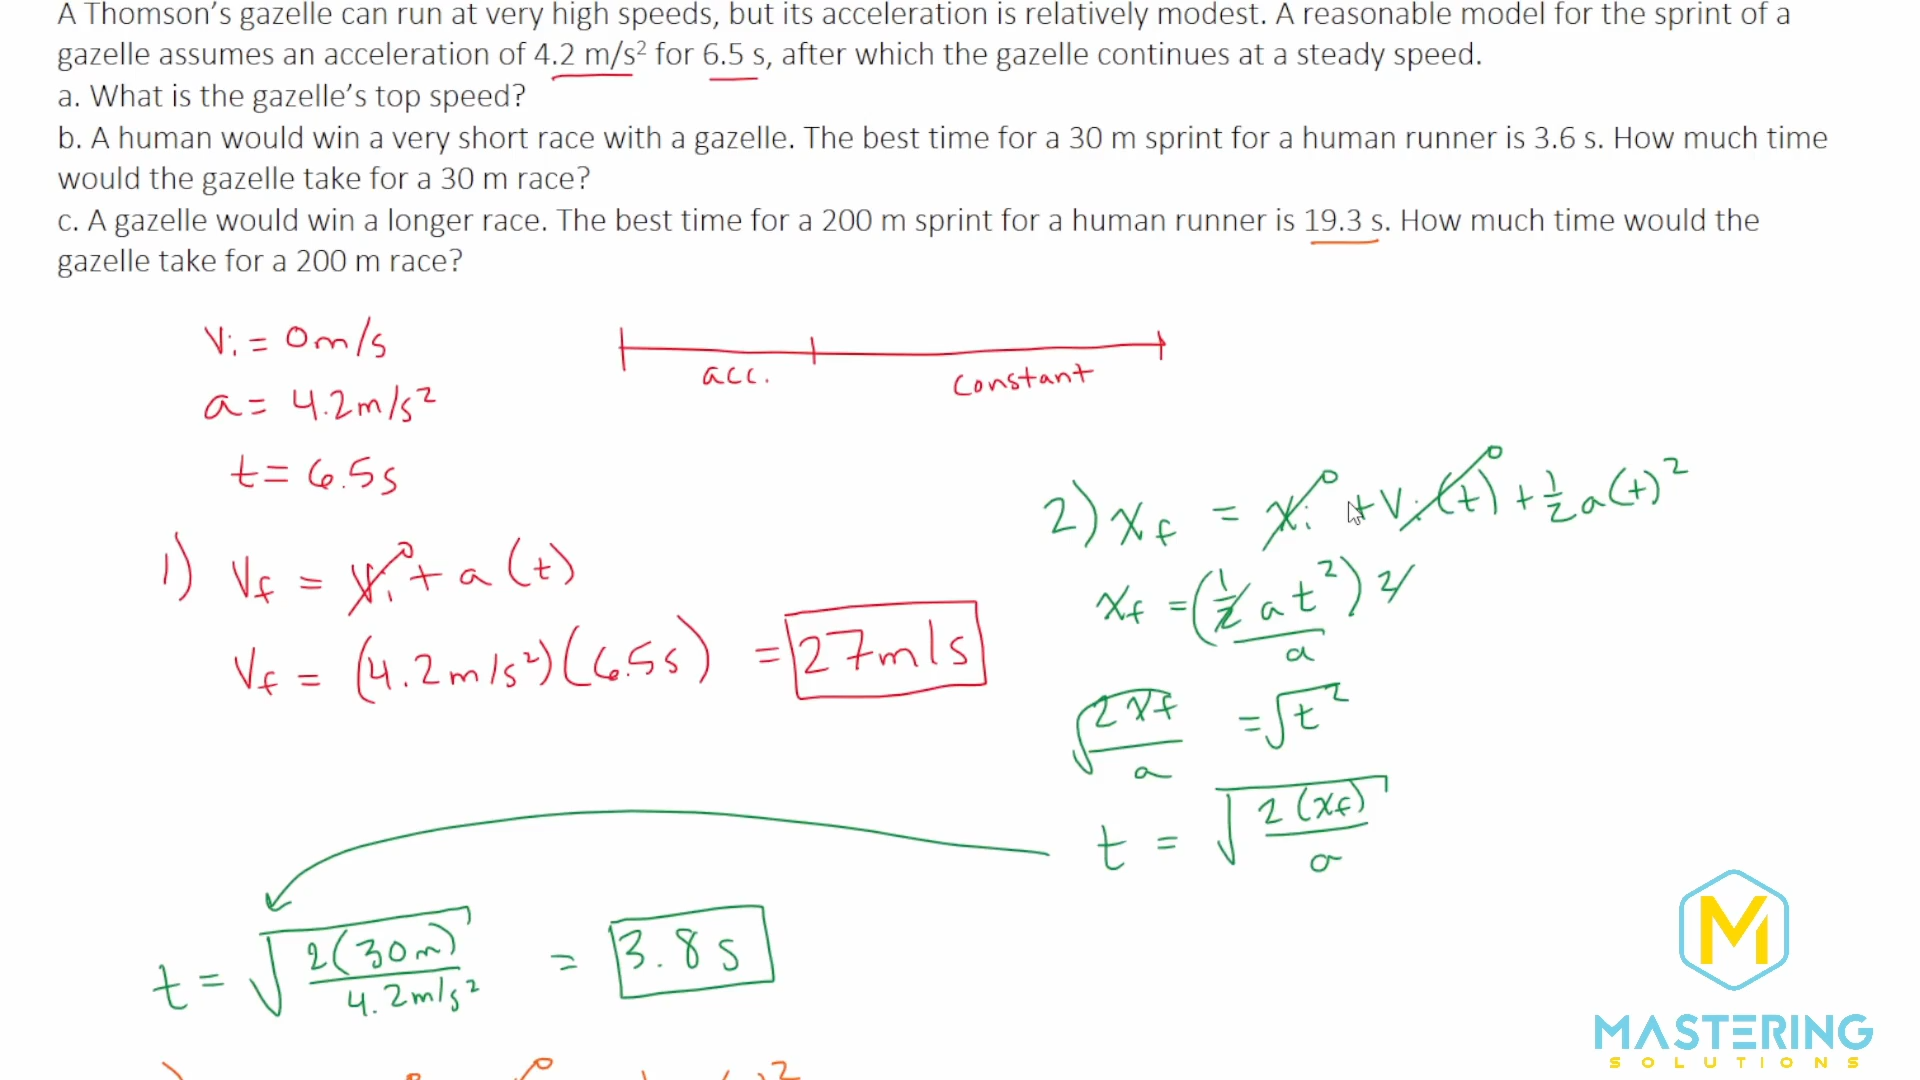 A Thomson’s gazelle can run at very high speeds, but its acceleration is relatively modest. A reasonable model for the sprint of a
gazelle assumes an acceleration of 4.2 m/s² for 6.5 s, after which the gazelle continues at a steady speed.
a. What is the gazelle’s top speed?
b. A human would win a very short race with a gazelle. The best time for a 30 m sprint for a human runner is 3.6 s. How much time
would the gazelle take for a 30 m race?
c. A gazelle would win a longer race. The best time for a 200 m sprint for a human runner is 19.3 s. How much time would the
gazelle take for a 200 m race?
Vi = 0m/s
a = 4.2m/s²
t = 6.5s
acc.
Constant
1) Vf = Vi⁰ + a(t)
Vf = (4.2m/s²)(6.5s) = 27m/s
2) Xf = Xi⁰ + Vi(t)⁰ + ½a(t)²
Xf = (½ a t²) 2
a
√2Xf/a = √t²
t = √2(Xf)/a
t = √2(30m)/4.2m/s² = 3.8s
MASTERING
SOLUTIONS